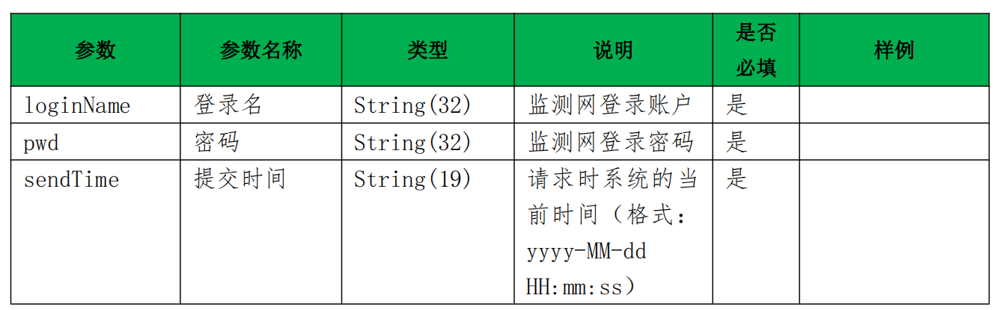 参数 参数名称 类型 说明 是否必填 样例
loginName 登录名 String(32) 监测网登录账户 是
pwd 密码 String(32) 监测网登录密码 是
sendTime 提交时间 String(19) 请求时系统的当 是
前时间（格式：
yyyy-MM-dd
HH:mm:ss）